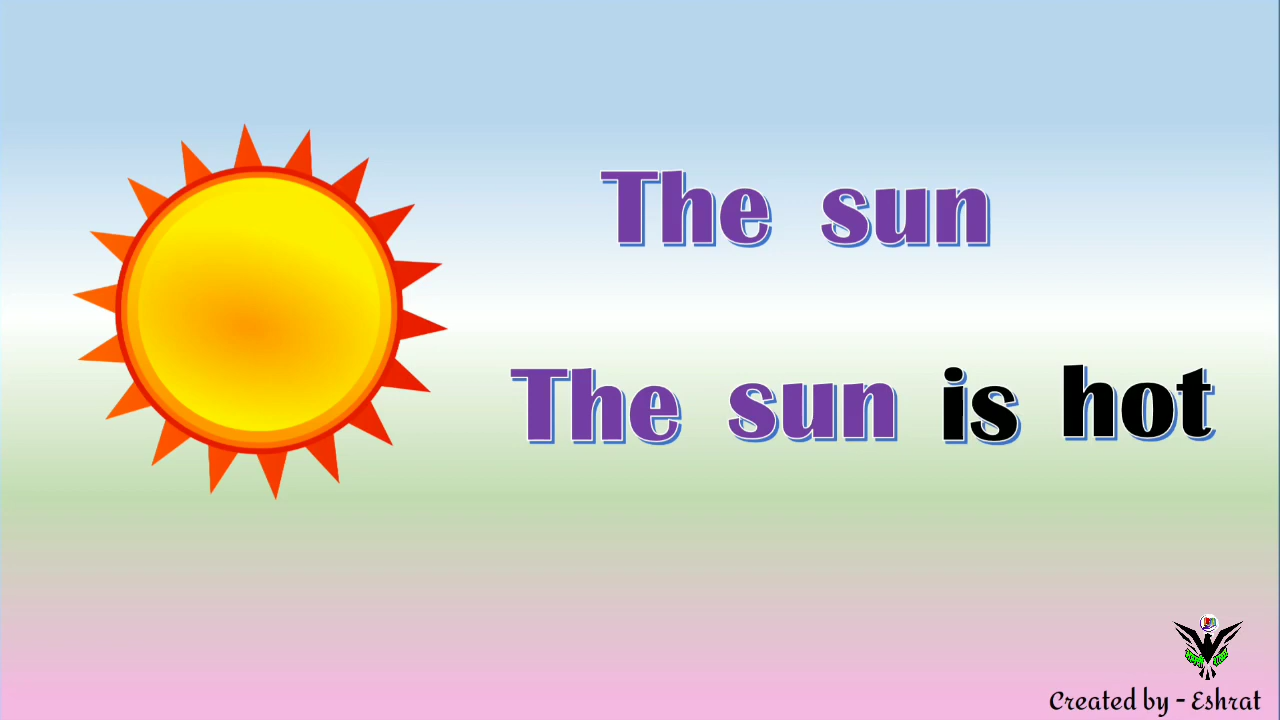 The sun
The sun is hot
Created by - Eshrat